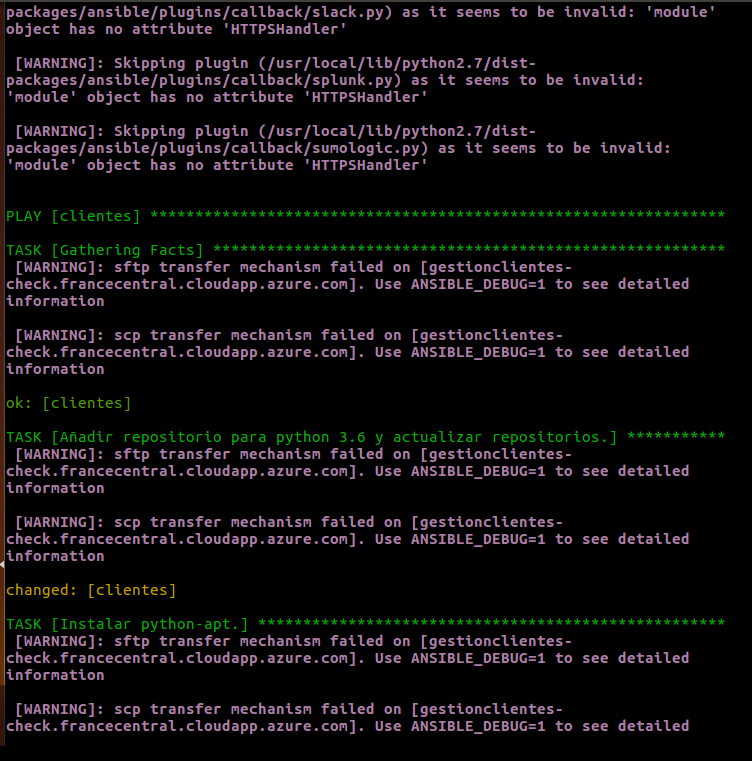 packages/ansible/plugins/callback/slack.py) as it seems to be invalid: 'module'
object has no attribute 'HTTPSHandler'
[WARNING]: Skipping plugin (/usr/local/lib/python2.7/dist-
packages/ansible/plugins/callback/splunk.py) as it seems to be invalid:
'module' object has no attribute 'HTTPSHandler'
[WARNING]: Skipping plugin (/usr/local/lib/python2.7/dist-
packages/ansible/plugins/callback/sumologic.py) as it seems to be invalid:
'module' object has no attribute 'HTTPSHandler'
PLAY [clientes] ****************************************************************
TASK [Gathering Facts] *********************************************************
[WARNING]: sftp transfer mechanism failed on [gestionclientes-
check.francecentral.cloudapp.azure.com]. Use ANSIBLE_DEBUG=1 to see detailed
information
[WARNING]: scp transfer mechanism failed on [gestionclientes-
check.francecentral.cloudapp.azure.com]. Use ANSIBLE_DEBUG=1 to see detailed
information
ok: [clientes]
TASK [Añadir repositorio para python 3.6 y actualizar repositorios.] ***********
[WARNING]: sftp transfer mechanism failed on [gestionclientes-
check.francecentral.cloudapp.azure.com]. Use ANSIBLE_DEBUG=1 to see detailed
information
[WARNING]: scp transfer mechanism failed on [gestionclientes-
check.francecentral.cloudapp.azure.com]. Use ANSIBLE_DEBUG=1 to see detailed
information
changed: [clientes]
TASK [Instalar python-apt.] ****************************************************
[WARNING]: sftp transfer mechanism failed on [gestionclientes-
check.francecentral.cloudapp.azure.com]. Use ANSIBLE_DEBUG=1 to see detailed
information
[WARNING]: scp transfer mechanism failed on [gestionclientes-
check.francecentral.cloudapp.azure.com]. Use ANSIBLE_DEBUG=1 to see detailed